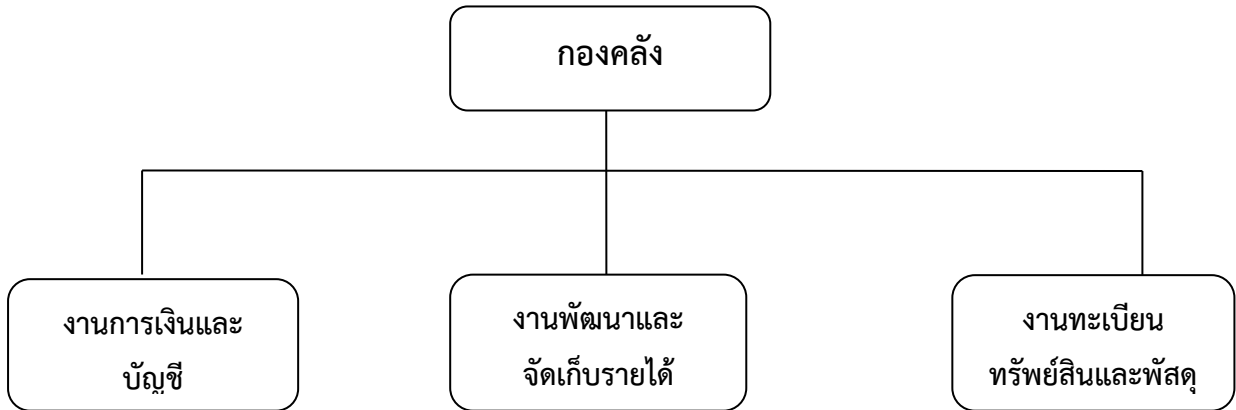 กองคลัง
งานการเงินและ
บัญชี
งานพัฒนาและ
จัดเก็บรายได้
งานทะเบียน
ทรัพย์สินและพัสดุ